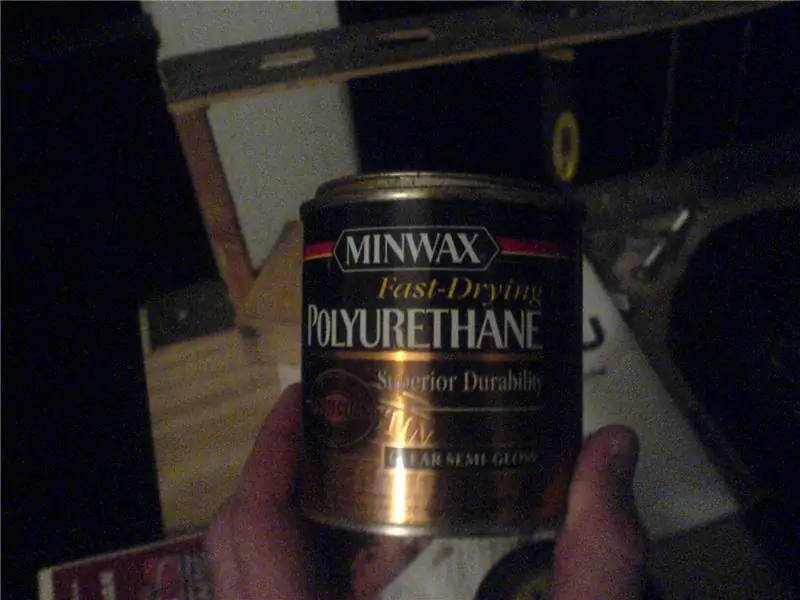 MINWAX
Fast-Drying
POLYURETHANE
Superior Durability
CLEAR SEMI-GLOSS